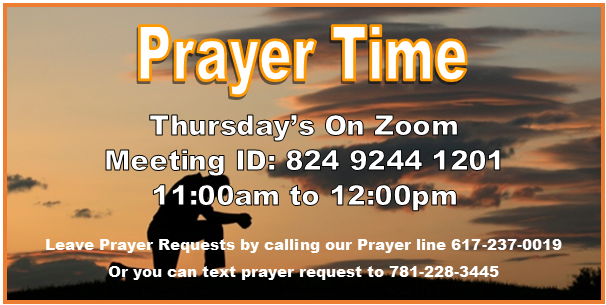 Prayer Time
Thursday's On Zoom
Meeting ID: 824 9244 1201
11:00am to 12:00pm
Leave Prayer Requests by calling our Prayer line 617-237-0019
Or you can text prayer request to 781-228-3445